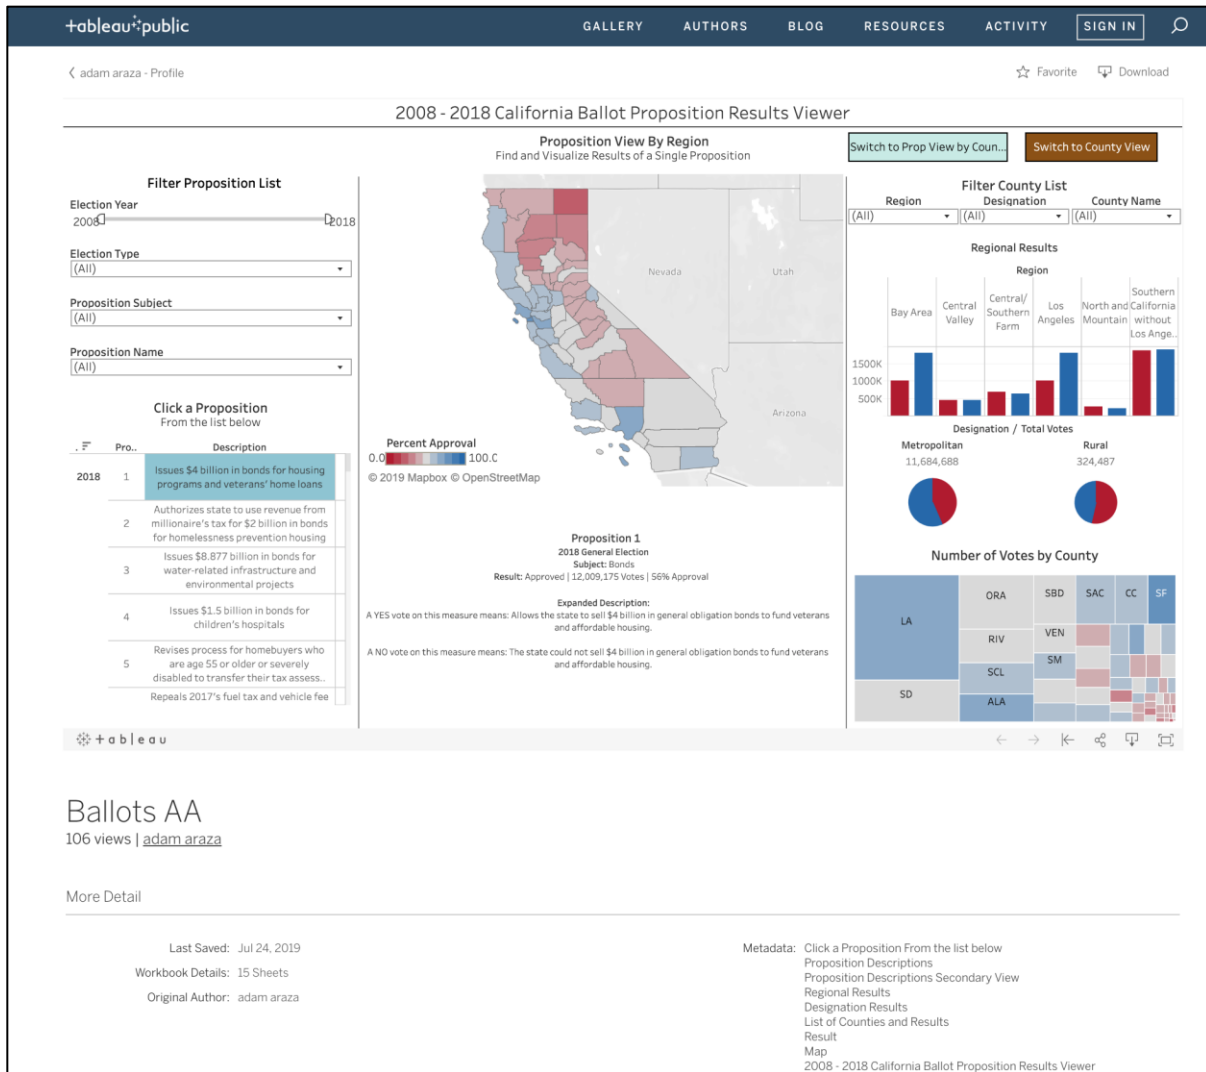 +ab|eau public
GALLERY AUTHORS BLOG RESOURCES ACTIVITY SIGN IN
adam araza - Profile
Favorite Download
2008 - 2018 California Ballot Proposition Results Viewer
Proposition View By Region
Find and Visualize Results of a Single Proposition
Switch to Prop View by Coun...
Switch to County View
Filter Proposition List
Election Year
2008 2018
Election Type
(All)
Proposition Subject
(All)
Proposition Name
(All)
Click a Proposition
From the list below
Pro.. Description
2018 1 Issues $4 billion in bonds for housing
programs and veterans' home loans
2 Authorizes state to use revenue from
millionaire's tax for $2 billion in bonds
for homelessness prevention housing
3 Issues $8.877 billion in bonds for
water-related infrastructure and
environmental projects
4 Issues $1.5 billion in bonds for
children's hospitals
5 Revises process for homebuyers who
are age 55 or older or severely
disabled to transfer their tax assess..
Repeals 2017's fuel tax and vehicle fee
Nevada
Utah
Arizona
Percent Approval
0.0 100.0
© 2019 Mapbox © OpenStreetMap
Proposition 1
2018 General Election
Subject: Bonds
Result: Approved | 12,009,175 Votes | 56% Approval
Expanded Description:
A YES vote on this measure means: Allows the state to sell $4 billion in general obligation bonds to fund veterans
and affordable housing.
A NO vote on this measure means: The state could not sell $4 billion in general obligation bonds to fund veterans
and affordable housing.
Filter County List
Region Designation County Name
(All) (All) (All)
Regional Results
Region
Bay Area
Central
Valley
Central/
Southern
Farm
Los
Angeles
North and
Mountain
Southern
California
without
Los Ange..
1500K
1000K
500K
Designation / Total Votes
Metropolitan Rural
11,684,688 324,487
Number of Votes by County
LA
SD
ORA
RIV
SCL
ALA
SBD
VEN
SM
SAC
CC
SF
+ab|eau
Ballots AA
106 views | adam araza
More Detail
Last Saved: Jul 24, 2019
Workbook Details: 15 Sheets
Original Author: adam araza
Metadata: Click a Proposition From the list below
Proposition Descriptions
Proposition Descriptions Secondary View
Regional Results
Designation Results
List of Counties and Results
Result
Map
2008 - 2018 California Ballot Proposition Results Viewer